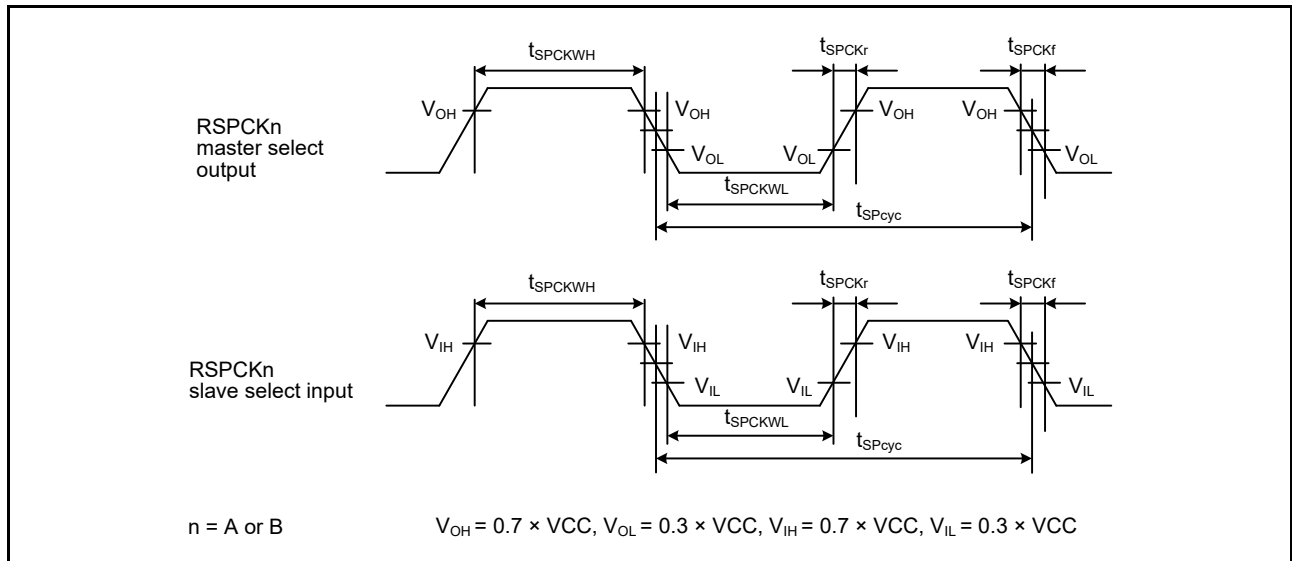 tSPCKWH
tSPCKr
tSPCKf
VOH
VOH
VOH
VOH
RSPCKn
master select
output
VOL
VOL
VOL
tSPCKWL
tSPcyc
tSPCKWH
tSPCKr
tSPCKf
VIH
VIH
VIH
VIH
RSPCKn
slave select input
VIL
VIL
VIL
tSPCKWL
tSPcyc
n = A or B
VOH = 0.7 × VCC, VOL = 0.3 × VCC, VIH = 0.7 × VCC, VIL = 0.3 × VCC